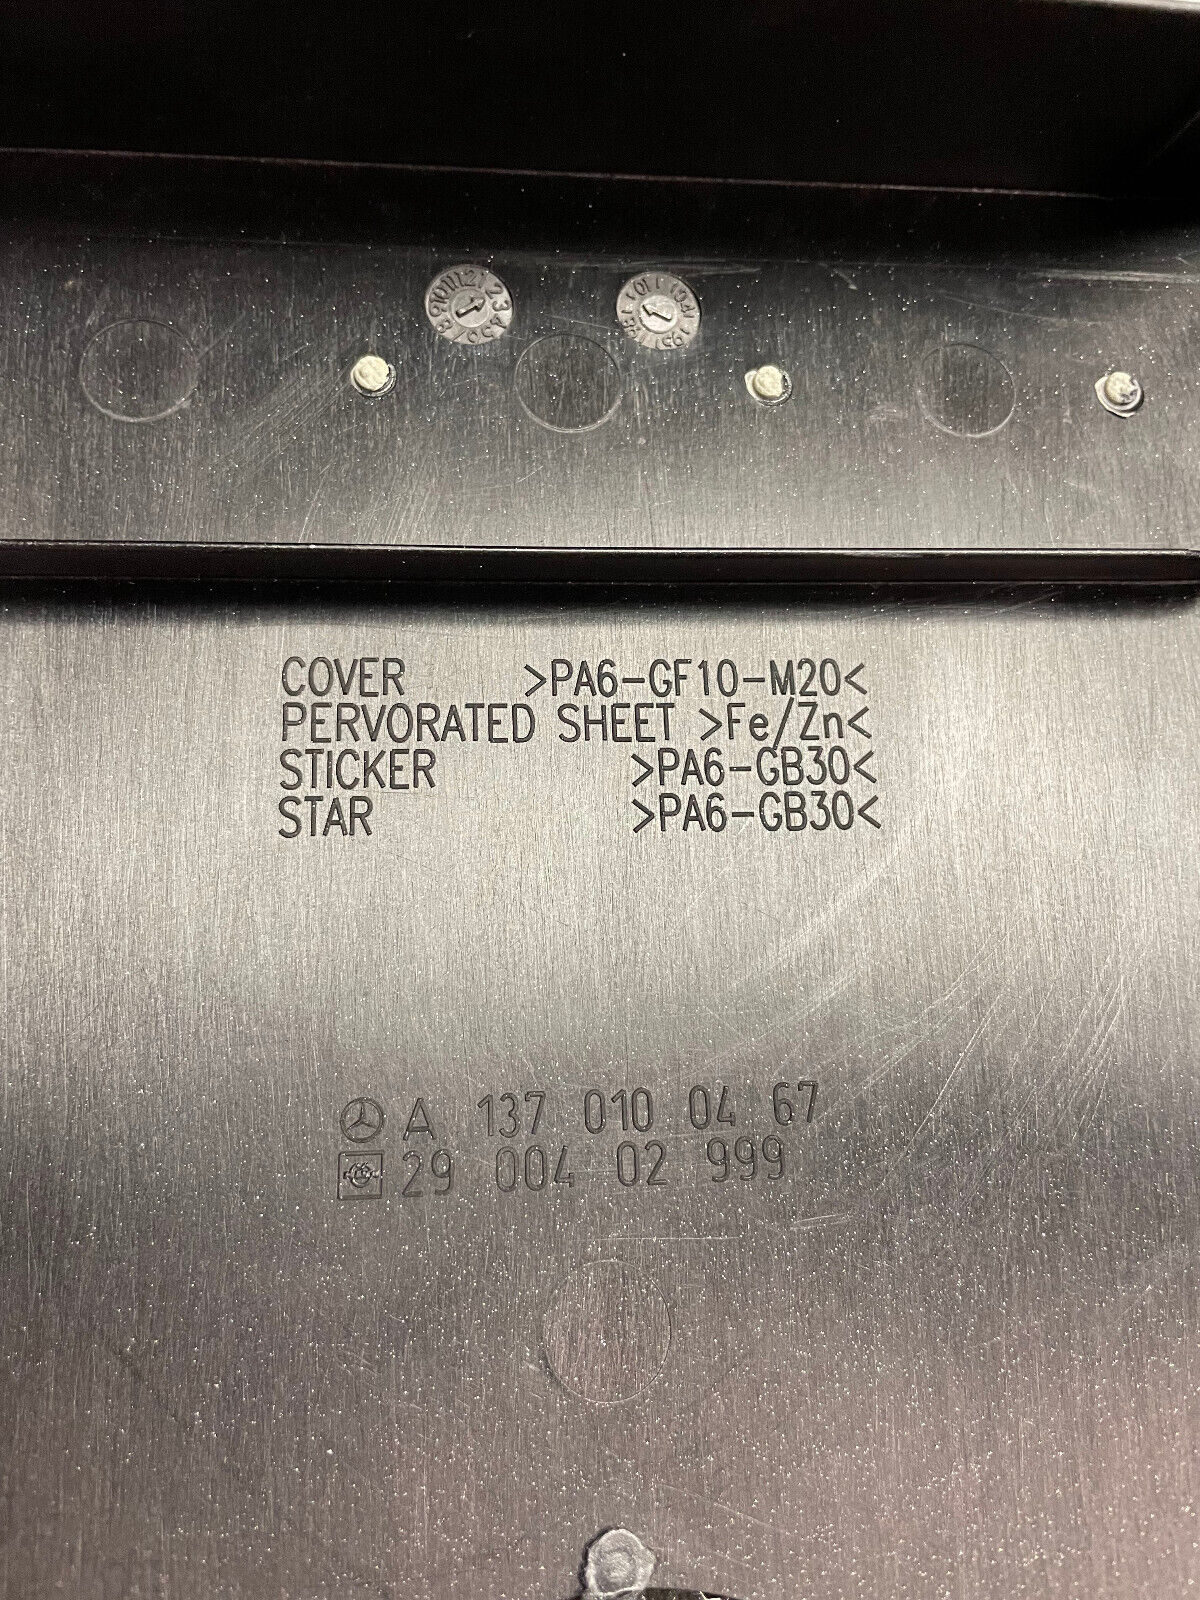 COVER >PA6-GF10-M20<
PERVORATED SHEET >Fe/Zn<
STICKER >PA6-GB30<
STAR >PA6-GB30<
A 137 010 04 67
29 004 02 999